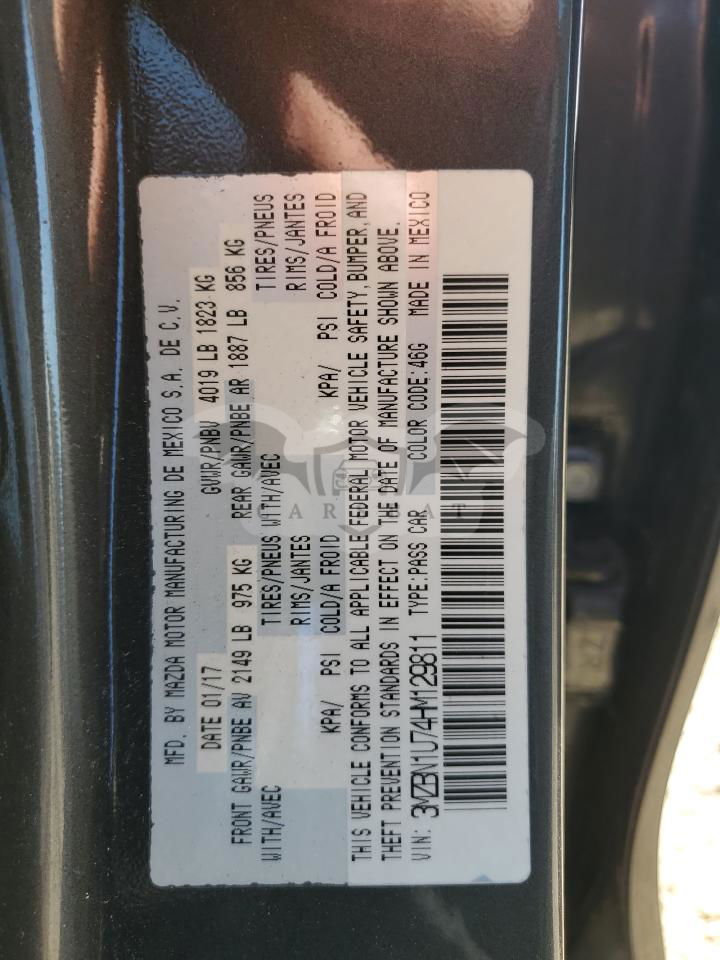 MFD. BY MAZDA MOTOR MANUFACTURING DE MEXICO S.A. DE C.V.
DATE 01/17 GVWR/PNBV 4019 LB 1823 KG
FRONT GAWR/PNBE AV 2149 LB 975 KG REAR GAWR/PNBE AR 1887 LB 856 KG
WITH/AVEC TIRES/PNEUS WITH/AVEC TIRES/PNEUS
RIMS/JANTES RIMS/JANTES
KPA/ PSI COLD/A FROID KPA/ PSI COLD/A FROID
THIS VEHICLE CONFORMS TO ALL APPLICABLE FEDERAL MOTOR VEHICLE SAFETY, BUMPER, AND
THEFT PREVENTION STANDARDS IN EFFECT ON THE DATE OF MANUFACTURE SHOWN ABOVE.
VIN: 3MZBN1U74HM129811 TYPE:PASS CAR COLOR CODE:46G MADE IN MEXICO